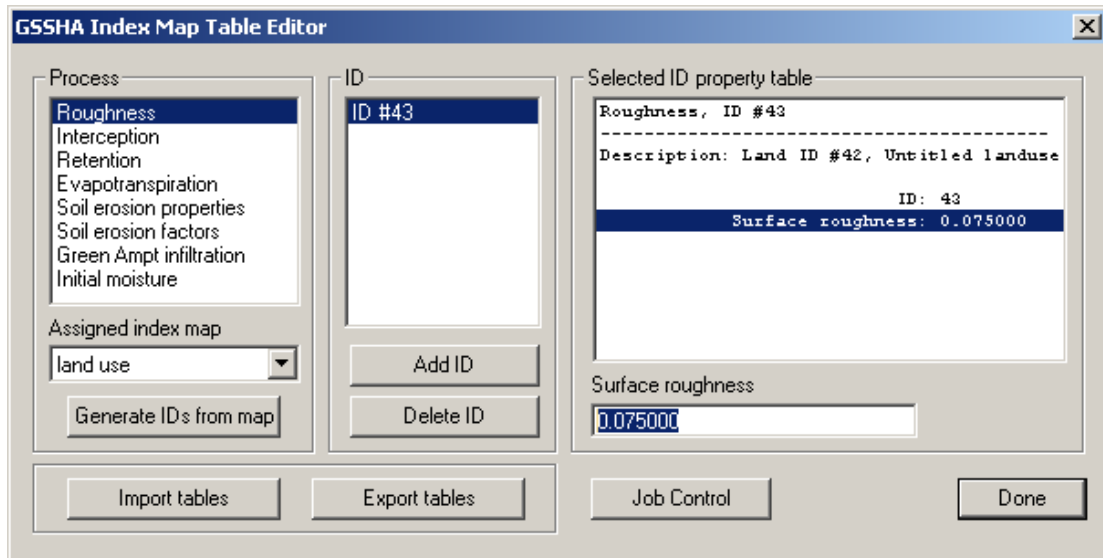 GSSHA Index Map Table Editor
Process
Roughness
Interception
Retention
Evapotranspiration
Soil erosion properties
Soil erosion factors
Green Ampt infiltration
Initial moisture
Assigned index map
land use
Generate IDs from map
ID
ID #43
Add ID
Delete ID
Selected ID property table
Roughness, ID #43
-----------------------------------------
Description: Land ID #42, Untitled landuse
ID: 43
Surface roughness: 0.075000
Surface roughness
0.075000
Import tables
Export tables
Job Control
Done